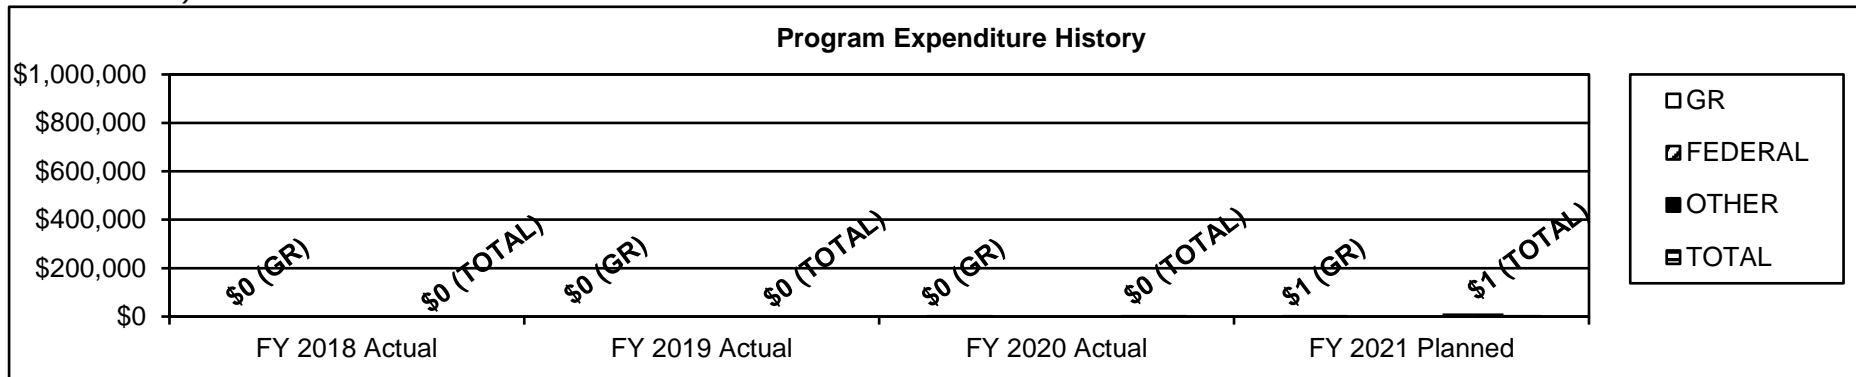 Program Expenditure History
$1,000,000
$800,000
$600,000
$400,000
$200,000
$0
$0 (GR)
$0 (TOTAL)
$0 (GR)
$0 (TOTAL)
$0 (GR)
$0 (TOTAL)
$1 (GR)
$1 (TOTAL)
FY 2018 Actual
FY 2019 Actual
FY 2020 Actual
FY 2021 Planned
GR
FEDERAL
OTHER
TOTAL